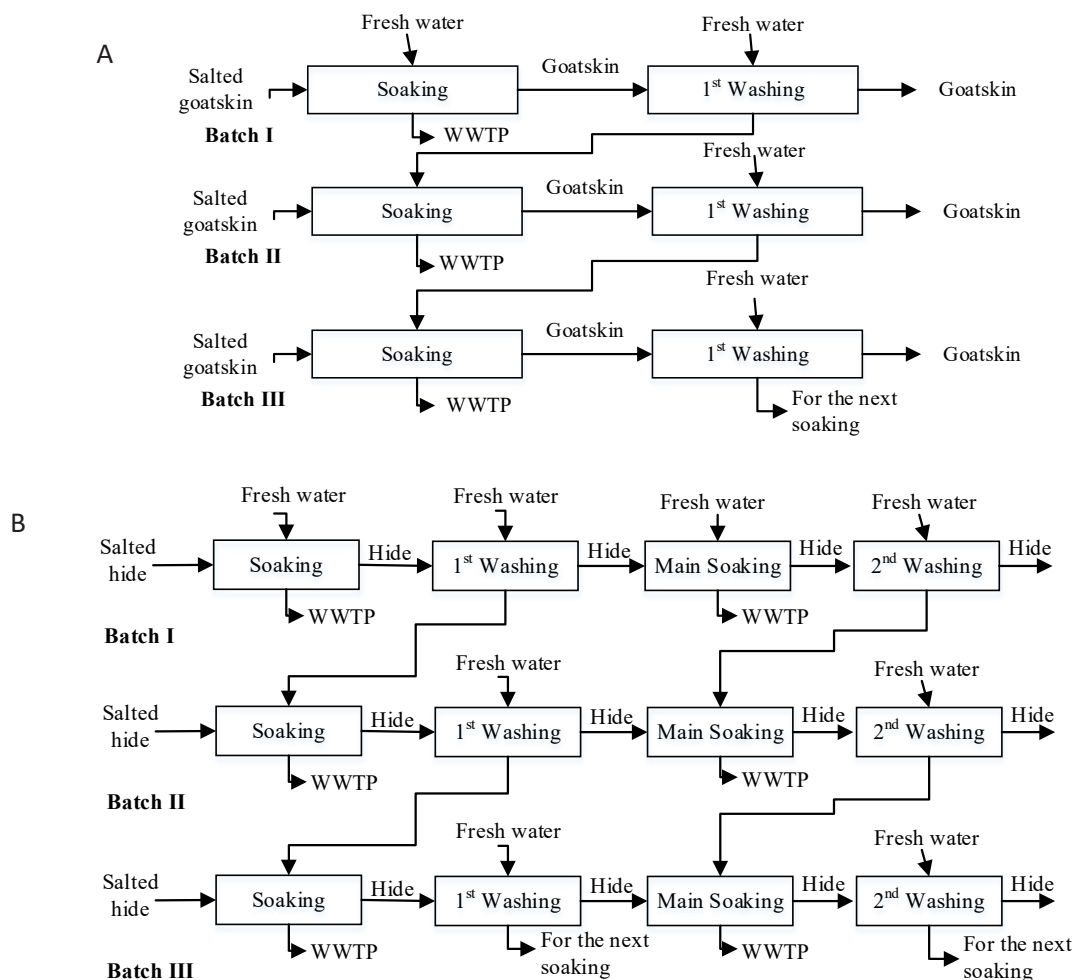 A
Fresh water
Fresh water
Salted
goatskin
Soaking
Goatskin
1st Washing
Goatskin
Batch I
WWTP
Fresh water
Salted
goatskin
Soaking
Goatskin
1st Washing
Goatskin
Batch II
WWTP
Fresh water
Salted
goatskin
Soaking
Goatskin
1st Washing
Goatskin
Batch III
WWTP
For the next
soaking
B
Fresh water
Fresh water
Fresh water
Fresh water
Salted
hide
Soaking
Hide
1st Washing
Hide
Main Soaking
Hide
2nd Washing
Hide
WWTP
WWTP
Batch I
Fresh water
Fresh water
Salted
hide
Soaking
Hide
1st Washing
Hide
Main Soaking
Hide
2nd Washing
Hide
WWTP
WWTP
Batch II
Fresh water
Fresh water
Salted
hide
Soaking
Hide
1st Washing
Hide
Main Soaking
Hide
2nd Washing
Hide
WWTP
For the next
soaking
WWTP
For the next
soaking
Batch III